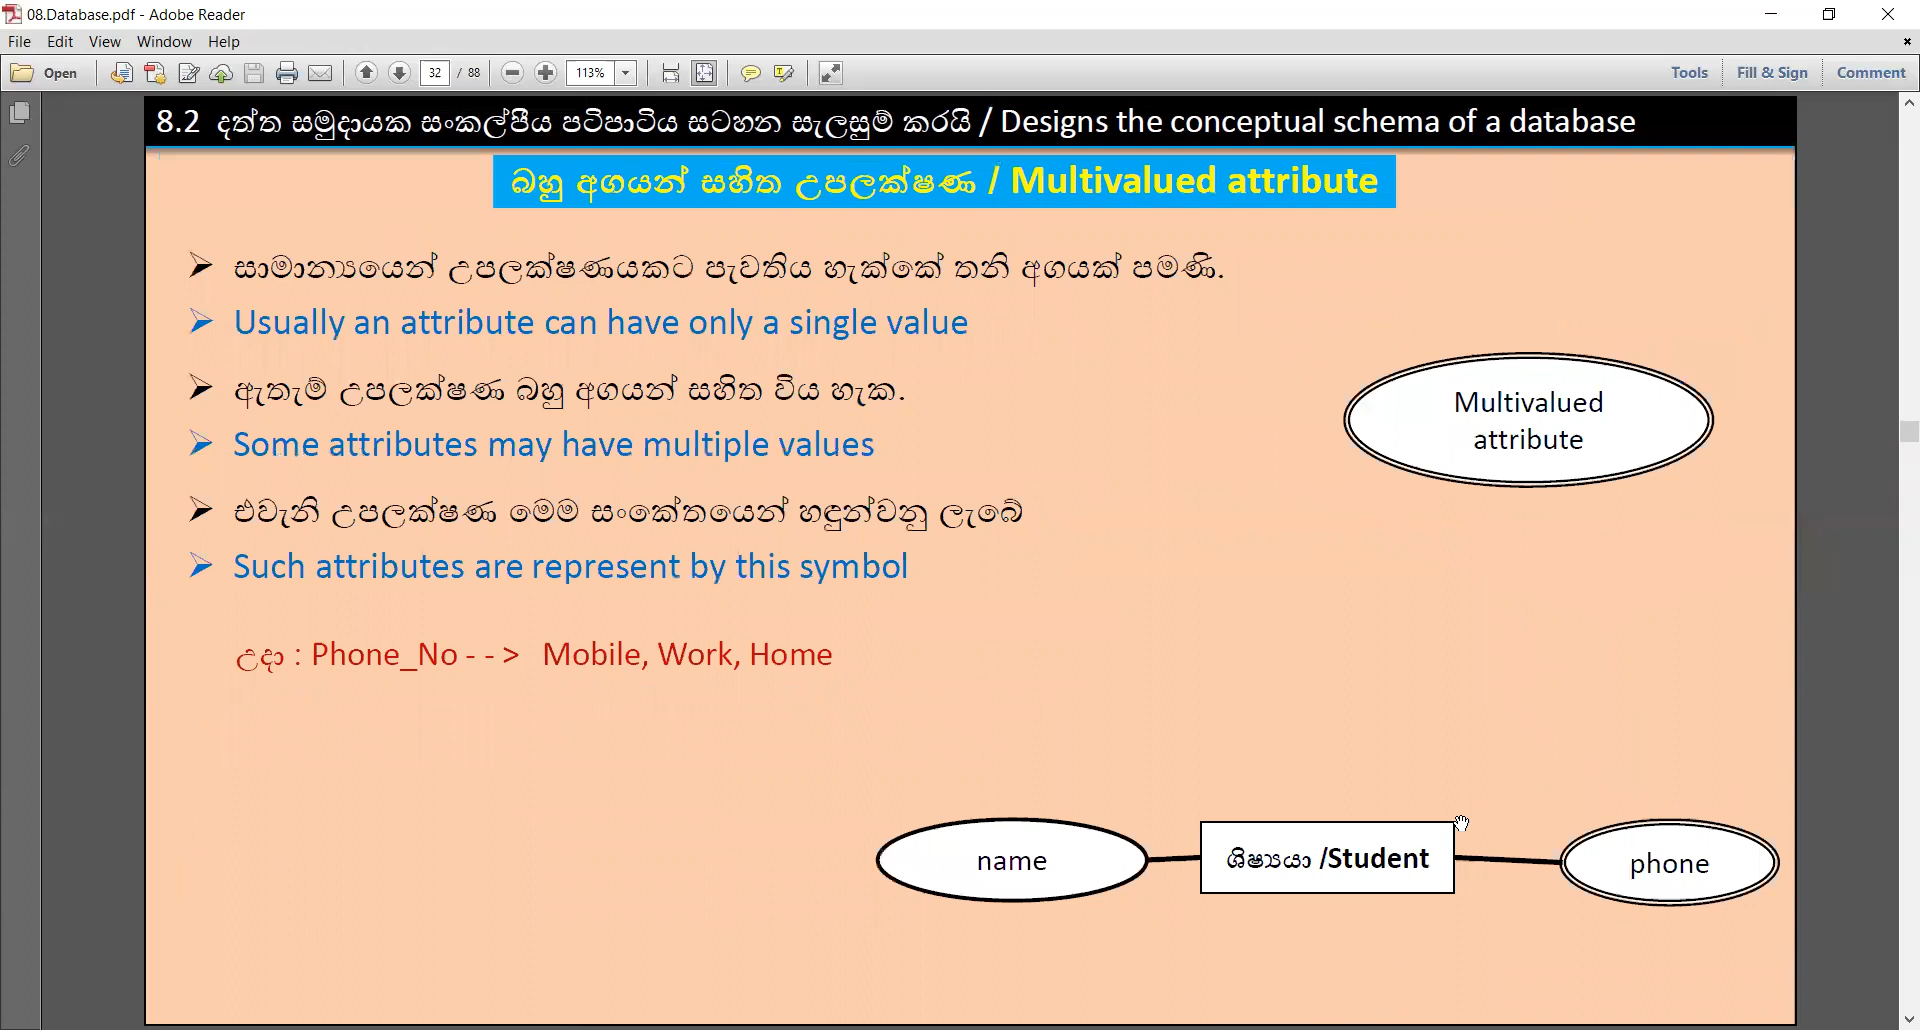 08.Database.pdf - Adobe Reader
File Edit View Window Help
Open 32 / 88 113% Tools Fill & Sign Comment
8.2 දත්ත සමුදායක සංකල්පීය පටිපාටිය සටහන සැලසුම් කරයි / Designs the conceptual schema of a database
බහු අගයන් සහිත උපලක්ෂණ / Multivalued attribute
සාමාන්‍යයෙන් උපලක්ෂණයකට පැවතිය හැක්කේ තනි අගයක් පමණි.
Usually an attribute can have only a single value
ඇතැම් උපලක්ෂණ බහු අගයන් සහිත විය හැක.
Some attributes may have multiple values
එවැනි උපලක්ෂණ මෙම සංකේතයෙන් හඳුන්වනු ලැබේ
Such attributes are represent by this symbol
Multivalued
attribute
උදා : Phone_No - - > Mobile, Work, Home
name
ශිෂ්‍යයා /Student
phone